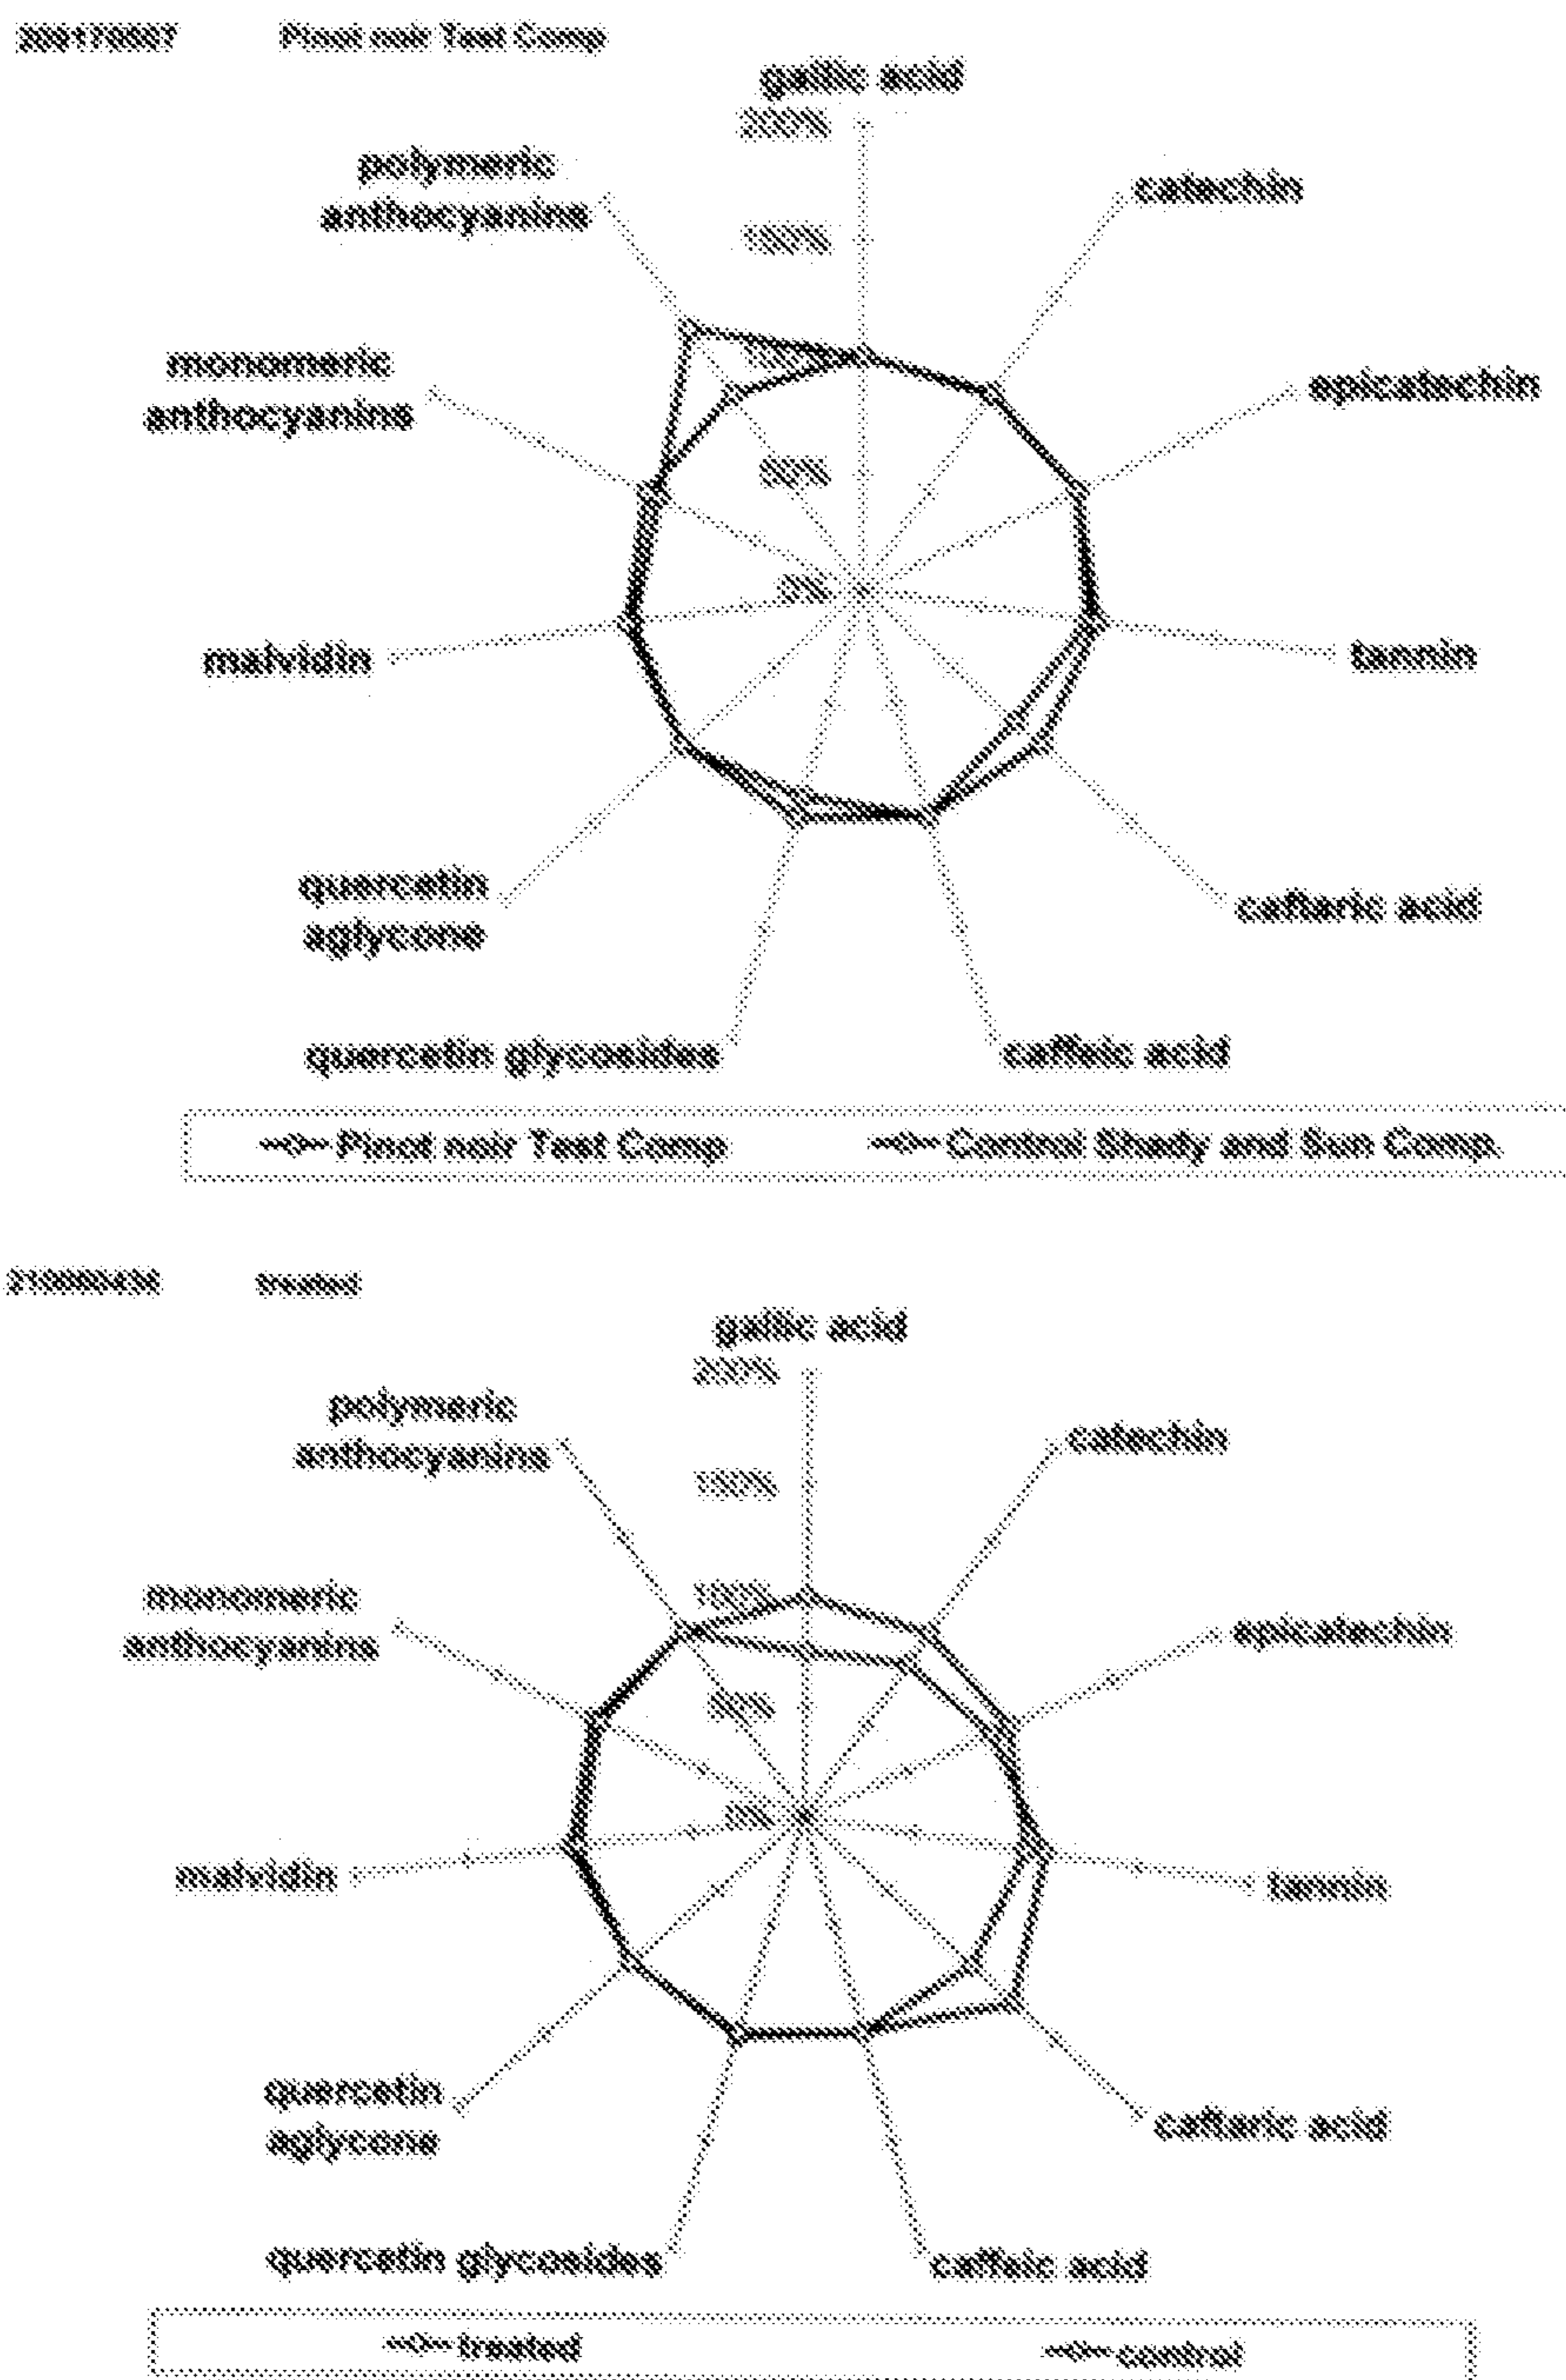 Pinot noir Test Comp
gallic acid
200%
polymeric
anthocyanins
catechin
150%
monomeric
anthocyanins
100%
epicatechin
50%
0%
malvidin
tannin
quercetin
aglycone
caftaric acid
quercetin glycosides
caffeic acid
Pinot noir Test Comp
Control Shady and Sun Comp.
treated
gallic acid
200%
polymeric
anthocyanins
catechin
150%
monomeric
anthocyanins
100%
epicatechin
50%
0%
malvidin
tannin
quercetin
aglycone
caftaric acid
quercetin glycosides
caffeic acid
treated
control